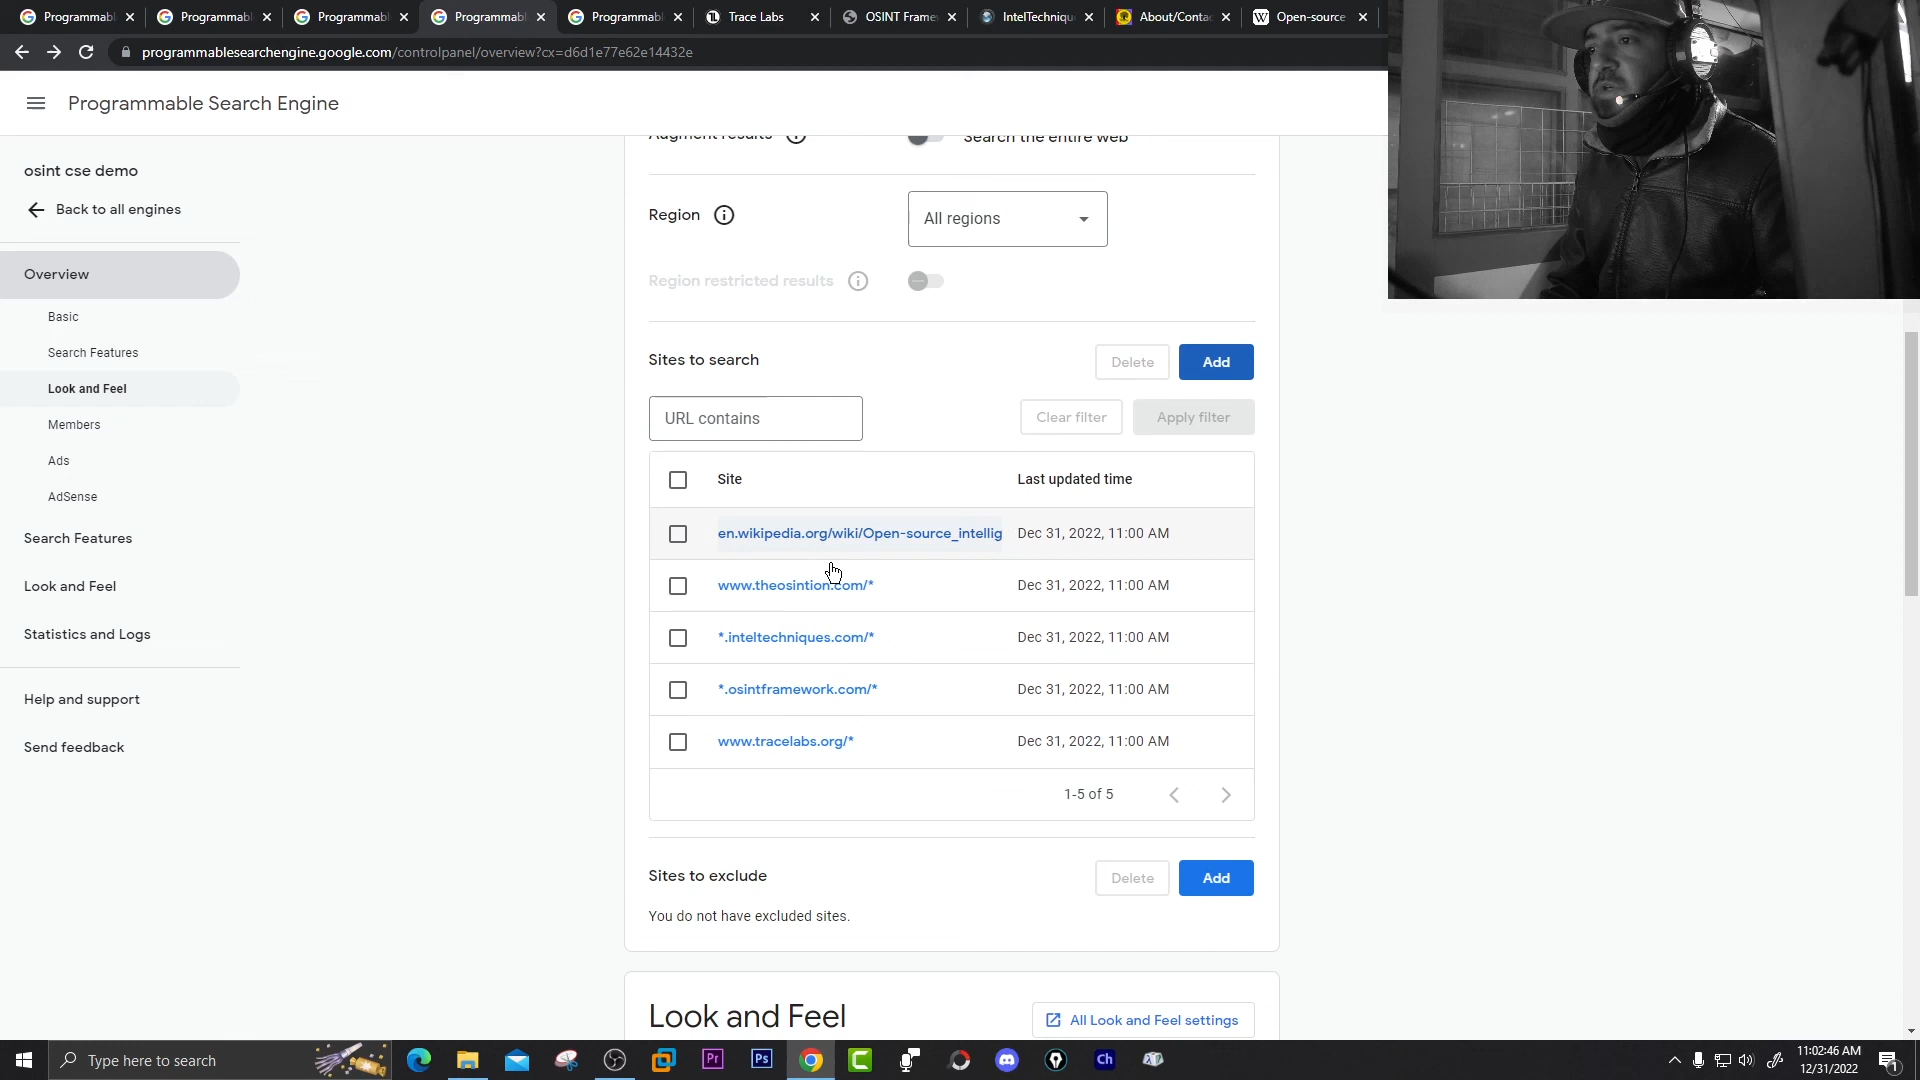 Programmabl
Programmabl
Programmabl
Programmabl
Programmabl
Trace Labs
OSINT Frame
IntelTechniqu
About/Contac
Open-source
programmablesearchengine.google.com/controlpanel/overview?cx=d6d1e77e62e14432e
Programmable Search Engine
osint cse demo
Back to all engines
Overview
Basic
Search Features
Look and Feel
Members
Ads
AdSense
Search Features
Look and Feel
Statistics and Logs
Help and support
Send feedback
Augment results
Search the entire web
Region
All regions
Region restricted results
Sites to search
Delete
Add
URL contains
Clear filter
Apply filter
Site
Last updated time
en.wikipedia.org/wiki/Open-source_intellig
Dec 31, 2022, 11:00 AM
www.theosintion.com/*
Dec 31, 2022, 11:00 AM
*.inteltechniques.com/*
Dec 31, 2022, 11:00 AM
*.osintframework.com/*
Dec 31, 2022, 11:00 AM
www.tracelabs.org/*
Dec 31, 2022, 11:00 AM
1-5 of 5
Sites to exclude
Delete
Add
You do not have excluded sites.
Look and Feel
All Look and Feel settings
Type here to search
Pr
Ps
Ch
11:02:46 AM
12/31/2022
1